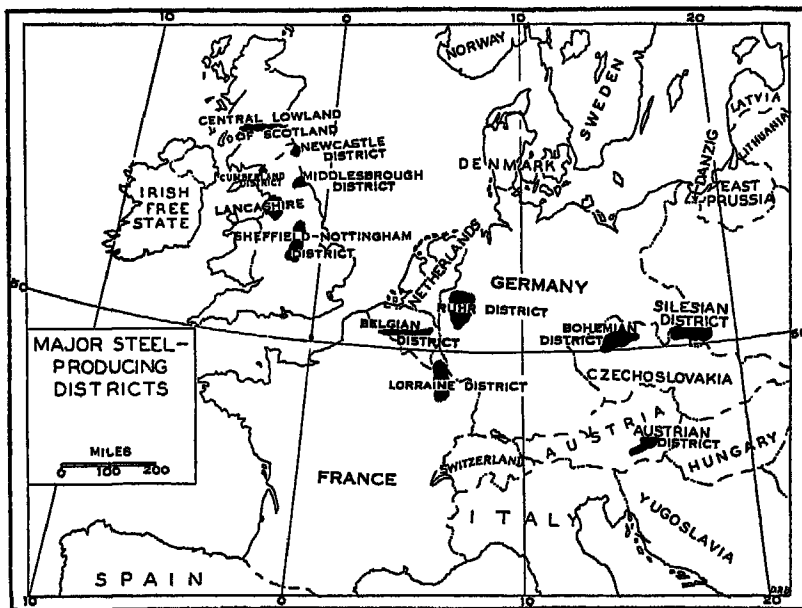 10
0
10
20
NORWAY
SWEDEN
LATVIA
LITHUANIA
CENTRAL LOWLAND
OF SCOTLAND
NEWCASTLE
DISTRICT
DENMARK
DANZIG
EAST
PRUSSIA
CUMBERLAND
DISTRICT
MIDDLESBROUGH
DISTRICT
IRISH
FREE
STATE
LANCASHIRE
SHEFFIELD-NOTTINGHAM
DISTRICT
NETHERLANDS
GERMANY
50
RUHR DISTRICT
SILESIAN
DISTRICT
BELGIAN
DISTRICT
BOHEMIAN
DISTRICT
50
MAJOR STEEL-
PRODUCING
DISTRICTS
MILES
0 100 200
LORRAINE DISTRICT
CZECHOSLOVAKIA
AUSTRIA
AUSTRIAN
DISTRICT
HUNGARY
SWITZERLAND
FRANCE
ITALY
YUGOSLAVIA
SPAIN
10
0
10
20